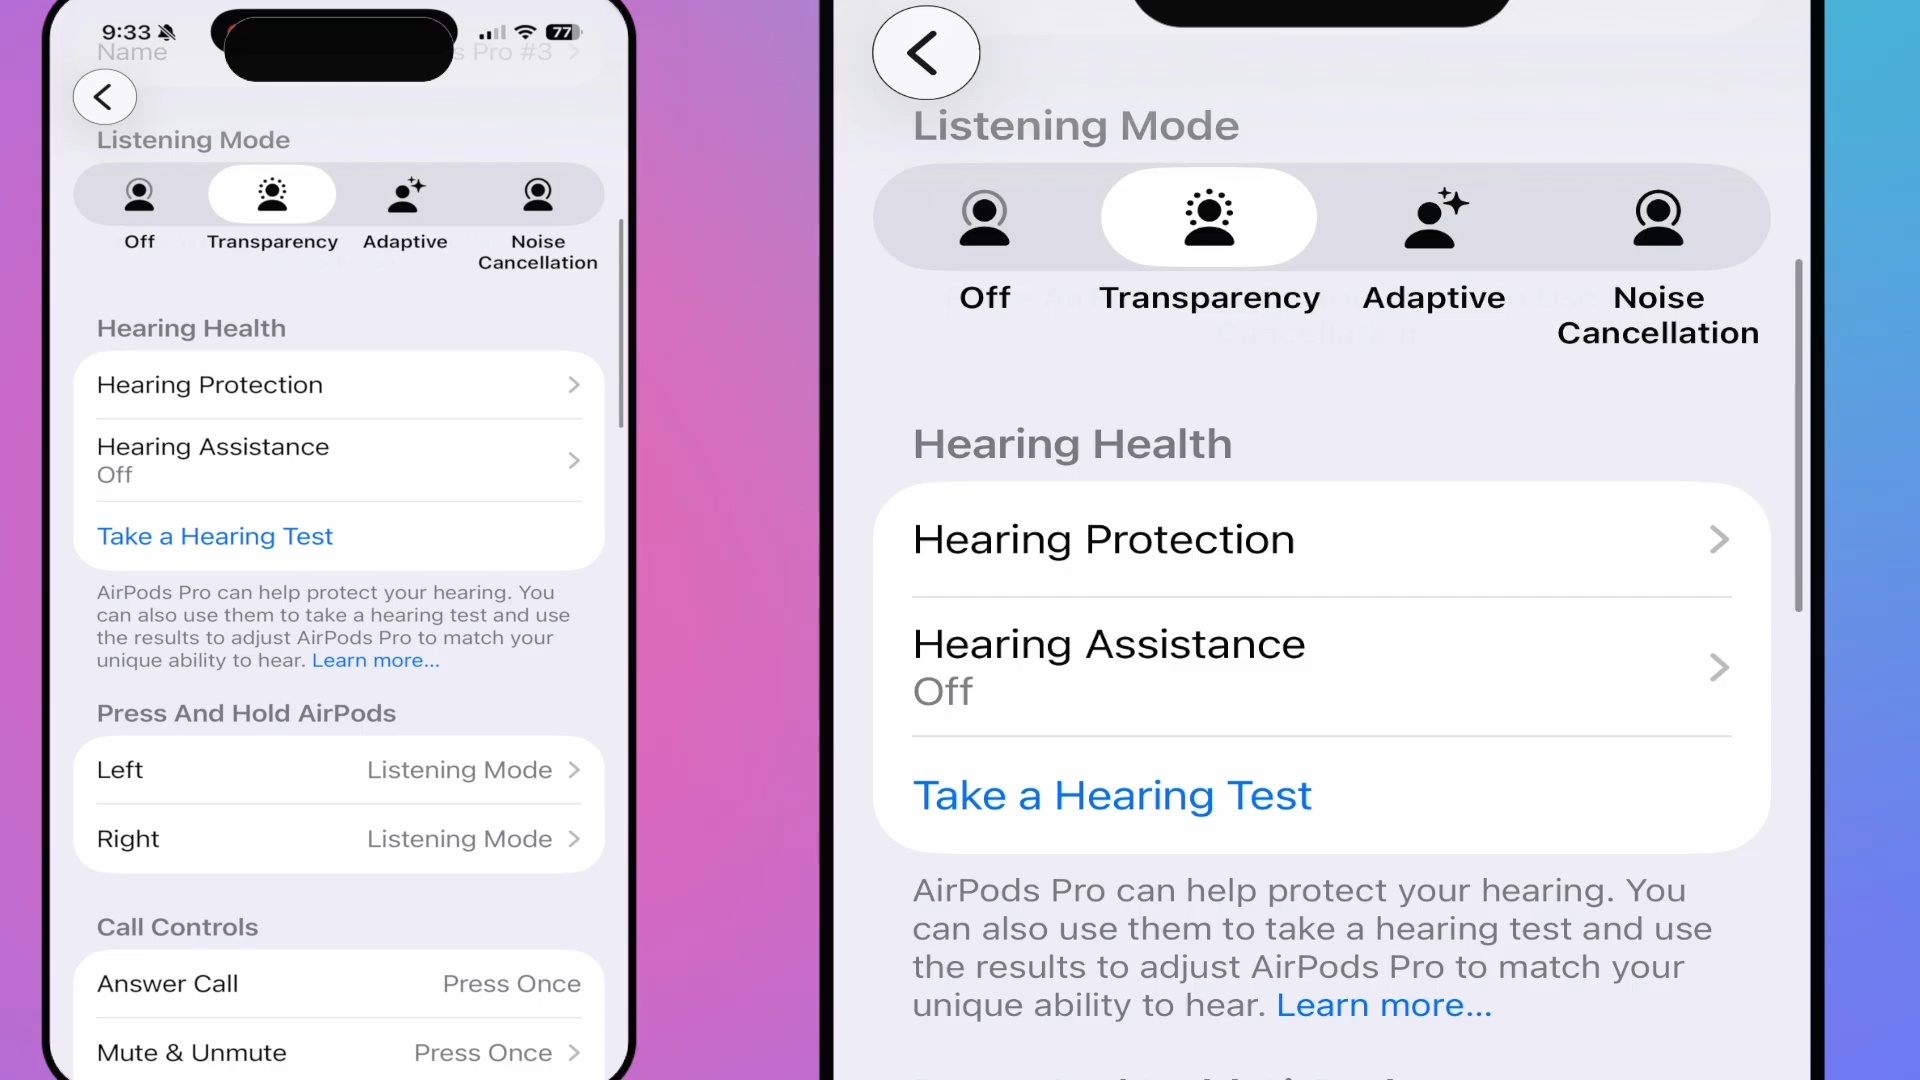 9:33
77
Name
s Pro #3
Listening Mode
Off
Transparency
Adaptive
Noise
Cancellation
Hearing Health
Hearing Protection
Hearing Assistance
Off
Take a Hearing Test
AirPods Pro can help protect your hearing. You
can also use them to take a hearing test and use
the results to adjust AirPods Pro to match your
unique ability to hear. Learn more...
Press And Hold AirPods
Left
Listening Mode
Right
Listening Mode
Call Controls
Answer Call
Press Once
Mute & Unmute
Press Once
Listening Mode
Off
Transparency
Adaptive
Noise
Cancellation
Hearing Health
Hearing Protection
Hearing Assistance
Off
Take a Hearing Test
AirPods Pro can help protect your hearing. You
can also use them to take a hearing test and use
the results to adjust AirPods Pro to match your
unique ability to hear. Learn more...